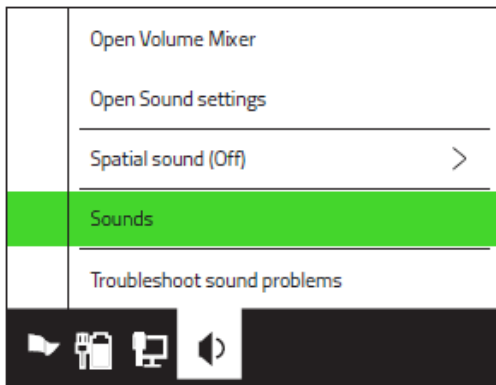 Open Volume Mixer
Open Sound settings
Spatial sound (Off)
Sounds
Troubleshoot sound problems